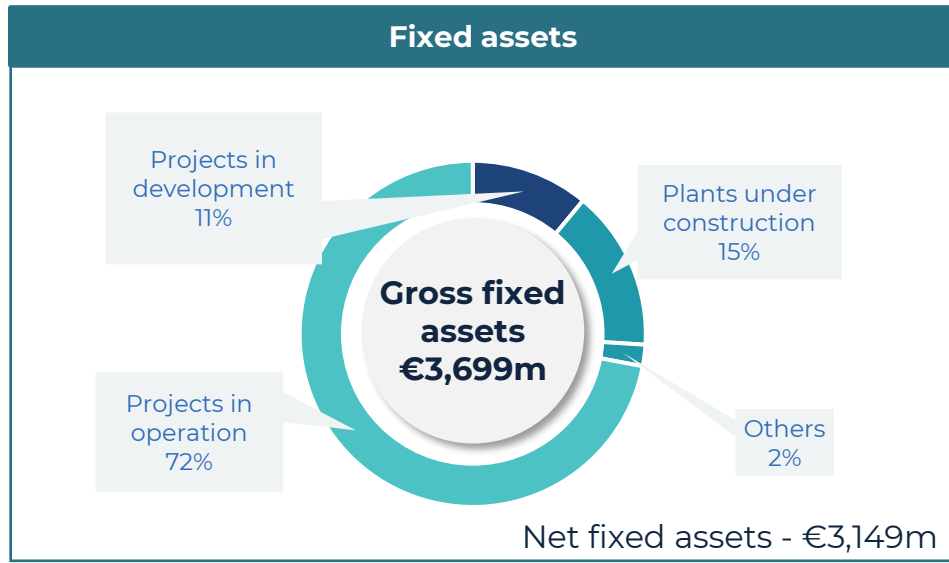 Fixed assets
Projects in
development
11%
Plants under
construction
15%
Gross fixed
assets
€3,699m
Projects in
operation
72%
Others
2%
Net fixed assets - €3,149m